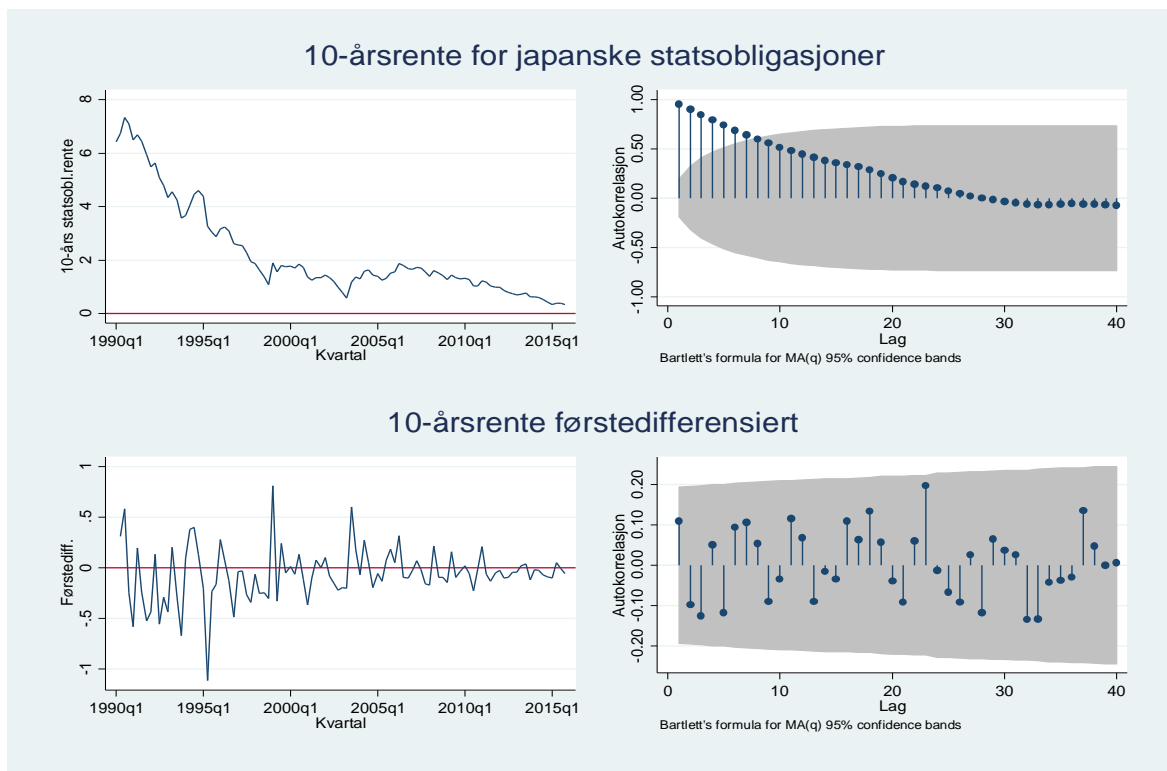 10-årsrente for japanske statsobligasjoner
10-års statsobl.rente
8
6
4
2
0
1990q1 1995q1 2000q1 2005q1 2010q1 2015q1
Kvartal
Autokorrelasjon
1.00
0.50
0.00
-0.50
-1.00
0 10 20 30 40
Lag
Bartlett's formula for MA(q) 95% confidence bands
10-årsrente førstedifferensiert
Førstediff.
1
.5
0
-.5
-1
1990q1 1995q1 2000q1 2005q1 2010q1 2015q1
Kvartal
Autokorrelasjon
0.20
0.10
0.00
-0.10
-0.20
0 10 20 30 40
Lag
Bartlett's formula for MA(q) 95% confidence bands